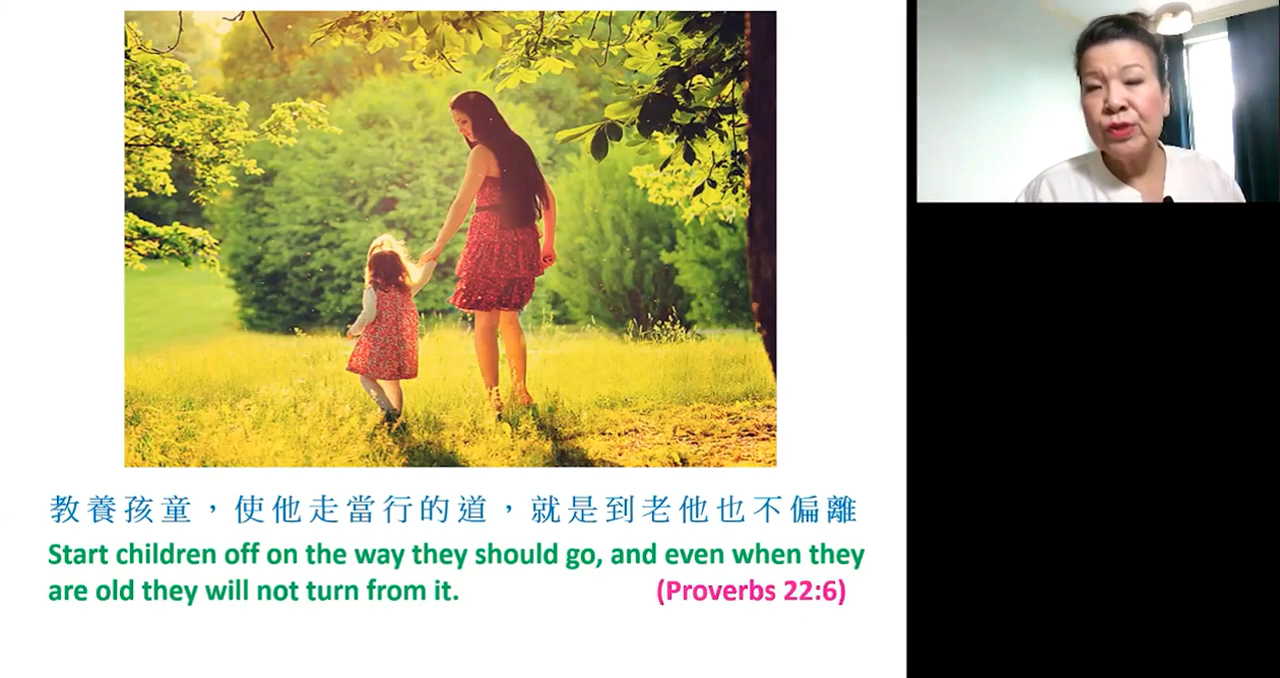 教養孩童，使他走當行的道，就是到老他也不偏離
Start children off on the way they should go, and even when they
are old they will not turn from it. (Proverbs 22:6)